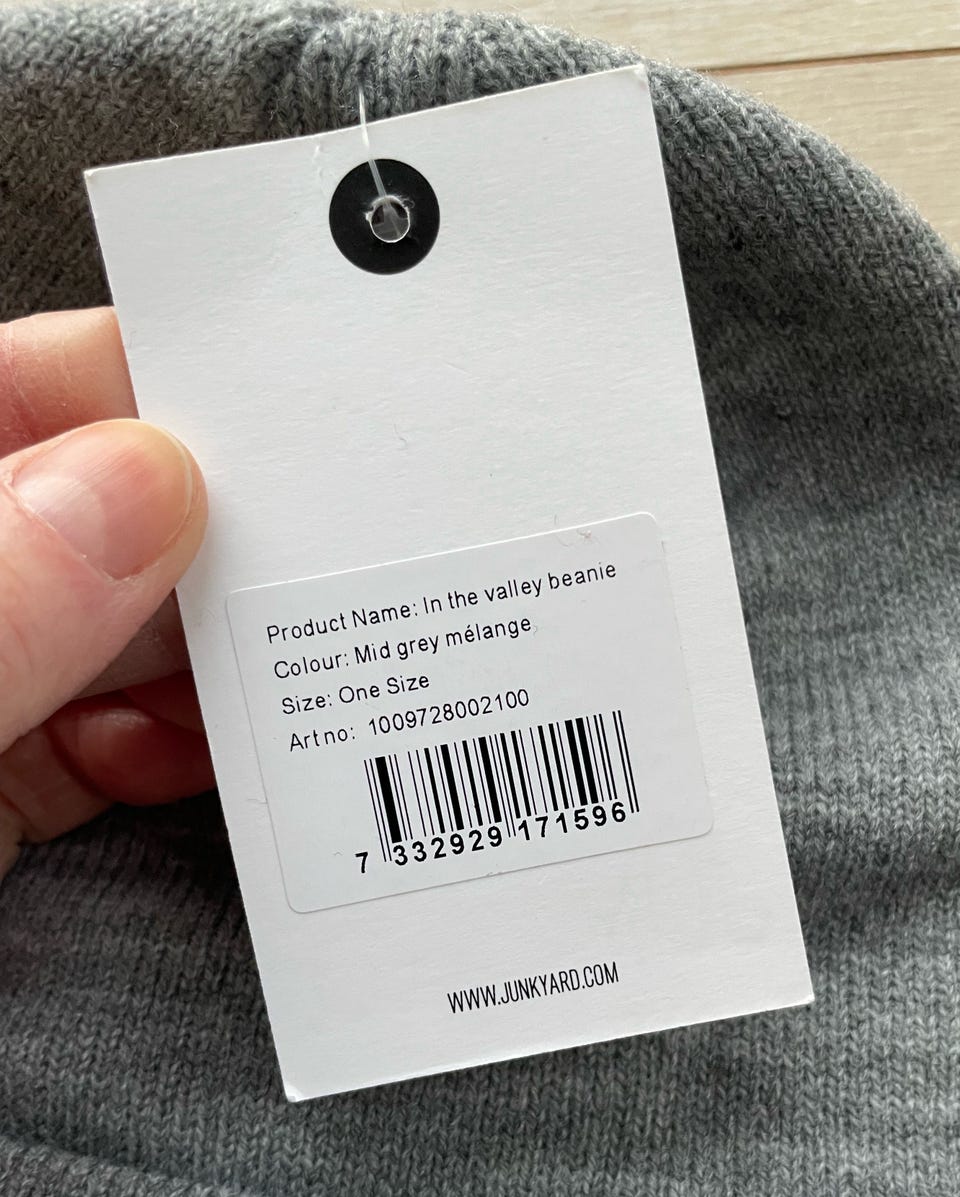 Product Name: In the valley beanie
Colour: Mid grey mélange
Size: One Size
Art no: 1009728002100
7 332929 171596
WWW.JUNKYARD.COM